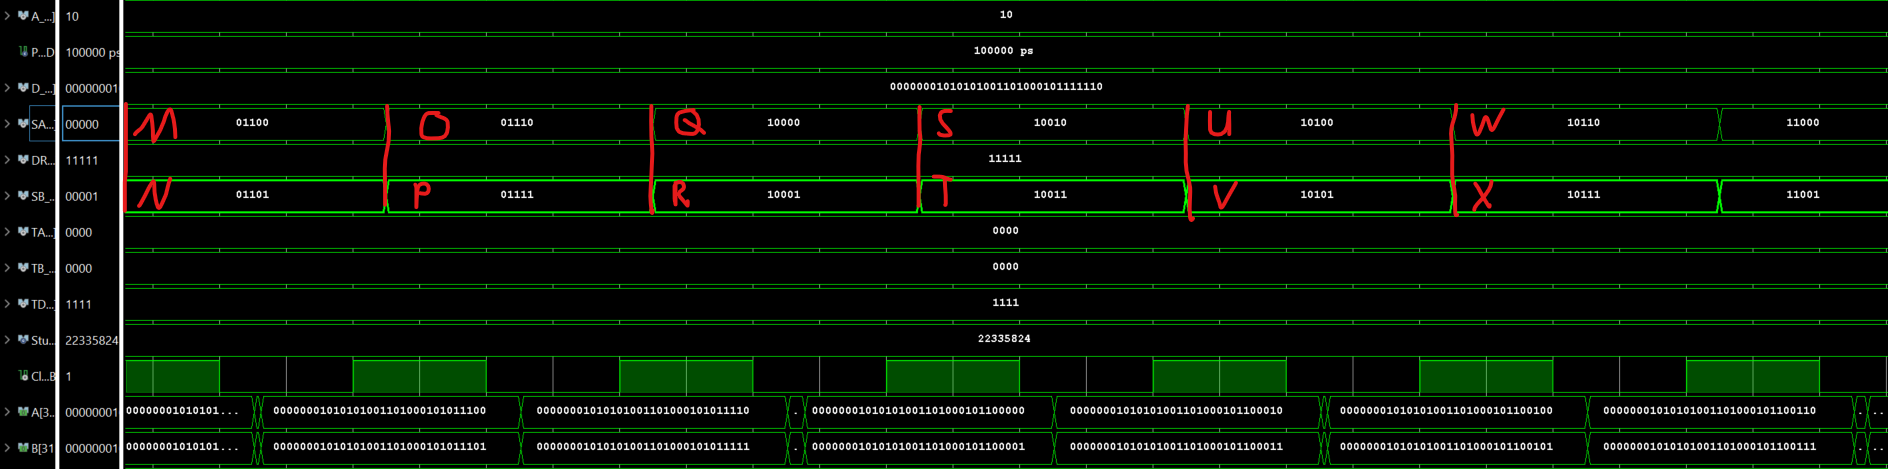 A_...] 10 10
P...D 100000 ps 100000 ps
D_...] 00000001 00000001010101001101000101111110
SA...] 00000 M 01100 O 01110 Q 10000 S 10010 U 10100 W 10110 11000
DR... 11111 11111
SB_... 00001 N 01101 P 01111 R 10001 T 10011 V 10101 X 10111 11001
TA...] 0000 0000
TB_... 0000 0000
TD...] 1111 1111
Stu... 22335824 22335824
Cl...B 1
A[3... 00000001 00000001010101... 00000001010101001101000101011100 00000001010101001101000101011110 . 00000001010101001101000101100000 00000001010101001101000101100010 00000001010101001101000101100100 00000001010101001101000101100110 . ..
B[31 00000001 00000001010101... 00000001010101001101000101011101 00000001010101001101000101011111 . 00000001010101001101000101100001 00000001010101001101000101100011 00000001010101001101000101100101 00000001010101001101000101100111 . ..